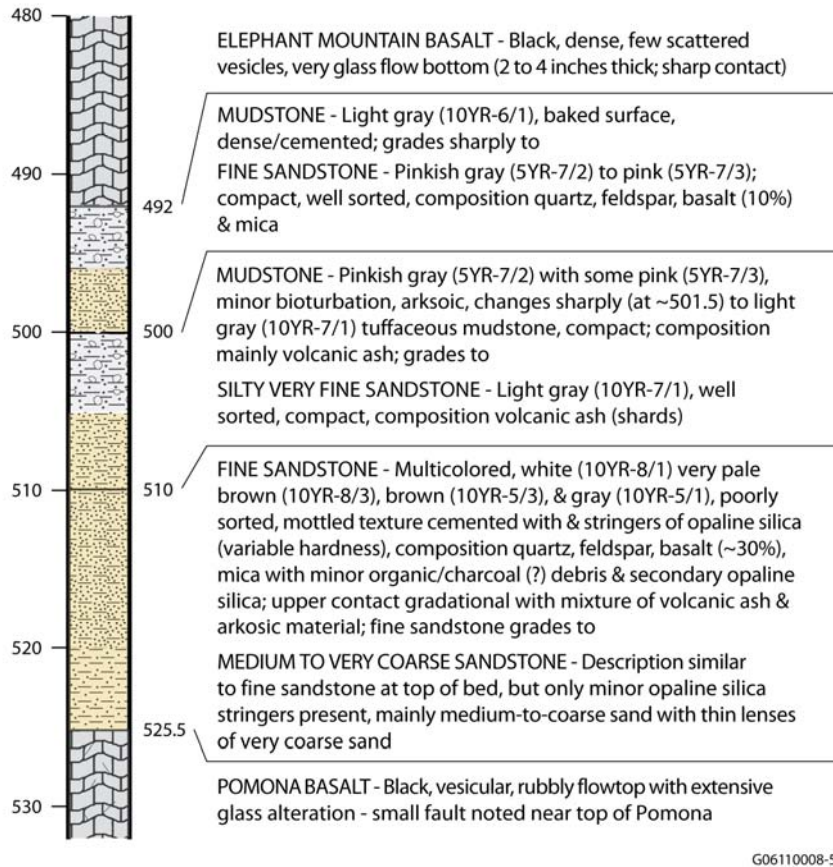 480
ELEPHANT MOUNTAIN BASALT - Black, dense, few scattered
vesicles, very glass flow bottom (2 to 4 inches thick; sharp contact)
MUDSTONE - Light gray (10YR-6/1), baked surface,
dense/cemented; grades sharply to
490
FINE SANDSTONE - Pinkish gray (5YR-7/2) to pink (5YR-7/3);
compact, well sorted, composition quartz, feldspar, basalt (10%)
& mica
492
MUDSTONE - Pinkish gray (5YR-7/2) with some pink (5YR-7/3),
minor bioturbation, arksoic, changes sharply (at ~501.5) to light
gray (10YR-7/1) tuffaceous mudstone, compact; composition
mainly volcanic ash; grades to
500
500
SILTY VERY FINE SANDSTONE - Light gray (10YR-7/1), well
sorted, compact, composition volcanic ash (shards)
FINE SANDSTONE - Multicolored, white (10YR-8/1) very pale
brown (10YR-8/3), brown (10YR-5/3), & gray (10YR-5/1), poorly
sorted, mottled texture cemented with & stringers of opaline silica
(variable hardness), composition quartz, feldspar, basalt (~30%),
mica with minor organic/charcoal (?) debris & secondary opaline
silica; upper contact gradational with mixture of volcanic ash &
arkosic material; fine sandstone grades to
510
510
520
MEDIUM TO VERY COARSE SANDSTONE - Description similar
to fine sandstone at top of bed, but only minor opaline silica
stringers present, mainly medium-to-coarse sand with thin lenses
of very coarse sand
525.5
POMONA BASALT - Black, vesicular, rubbly flowtop with extensive
glass alteration - small fault noted near top of Pomona
530
G06110008-5